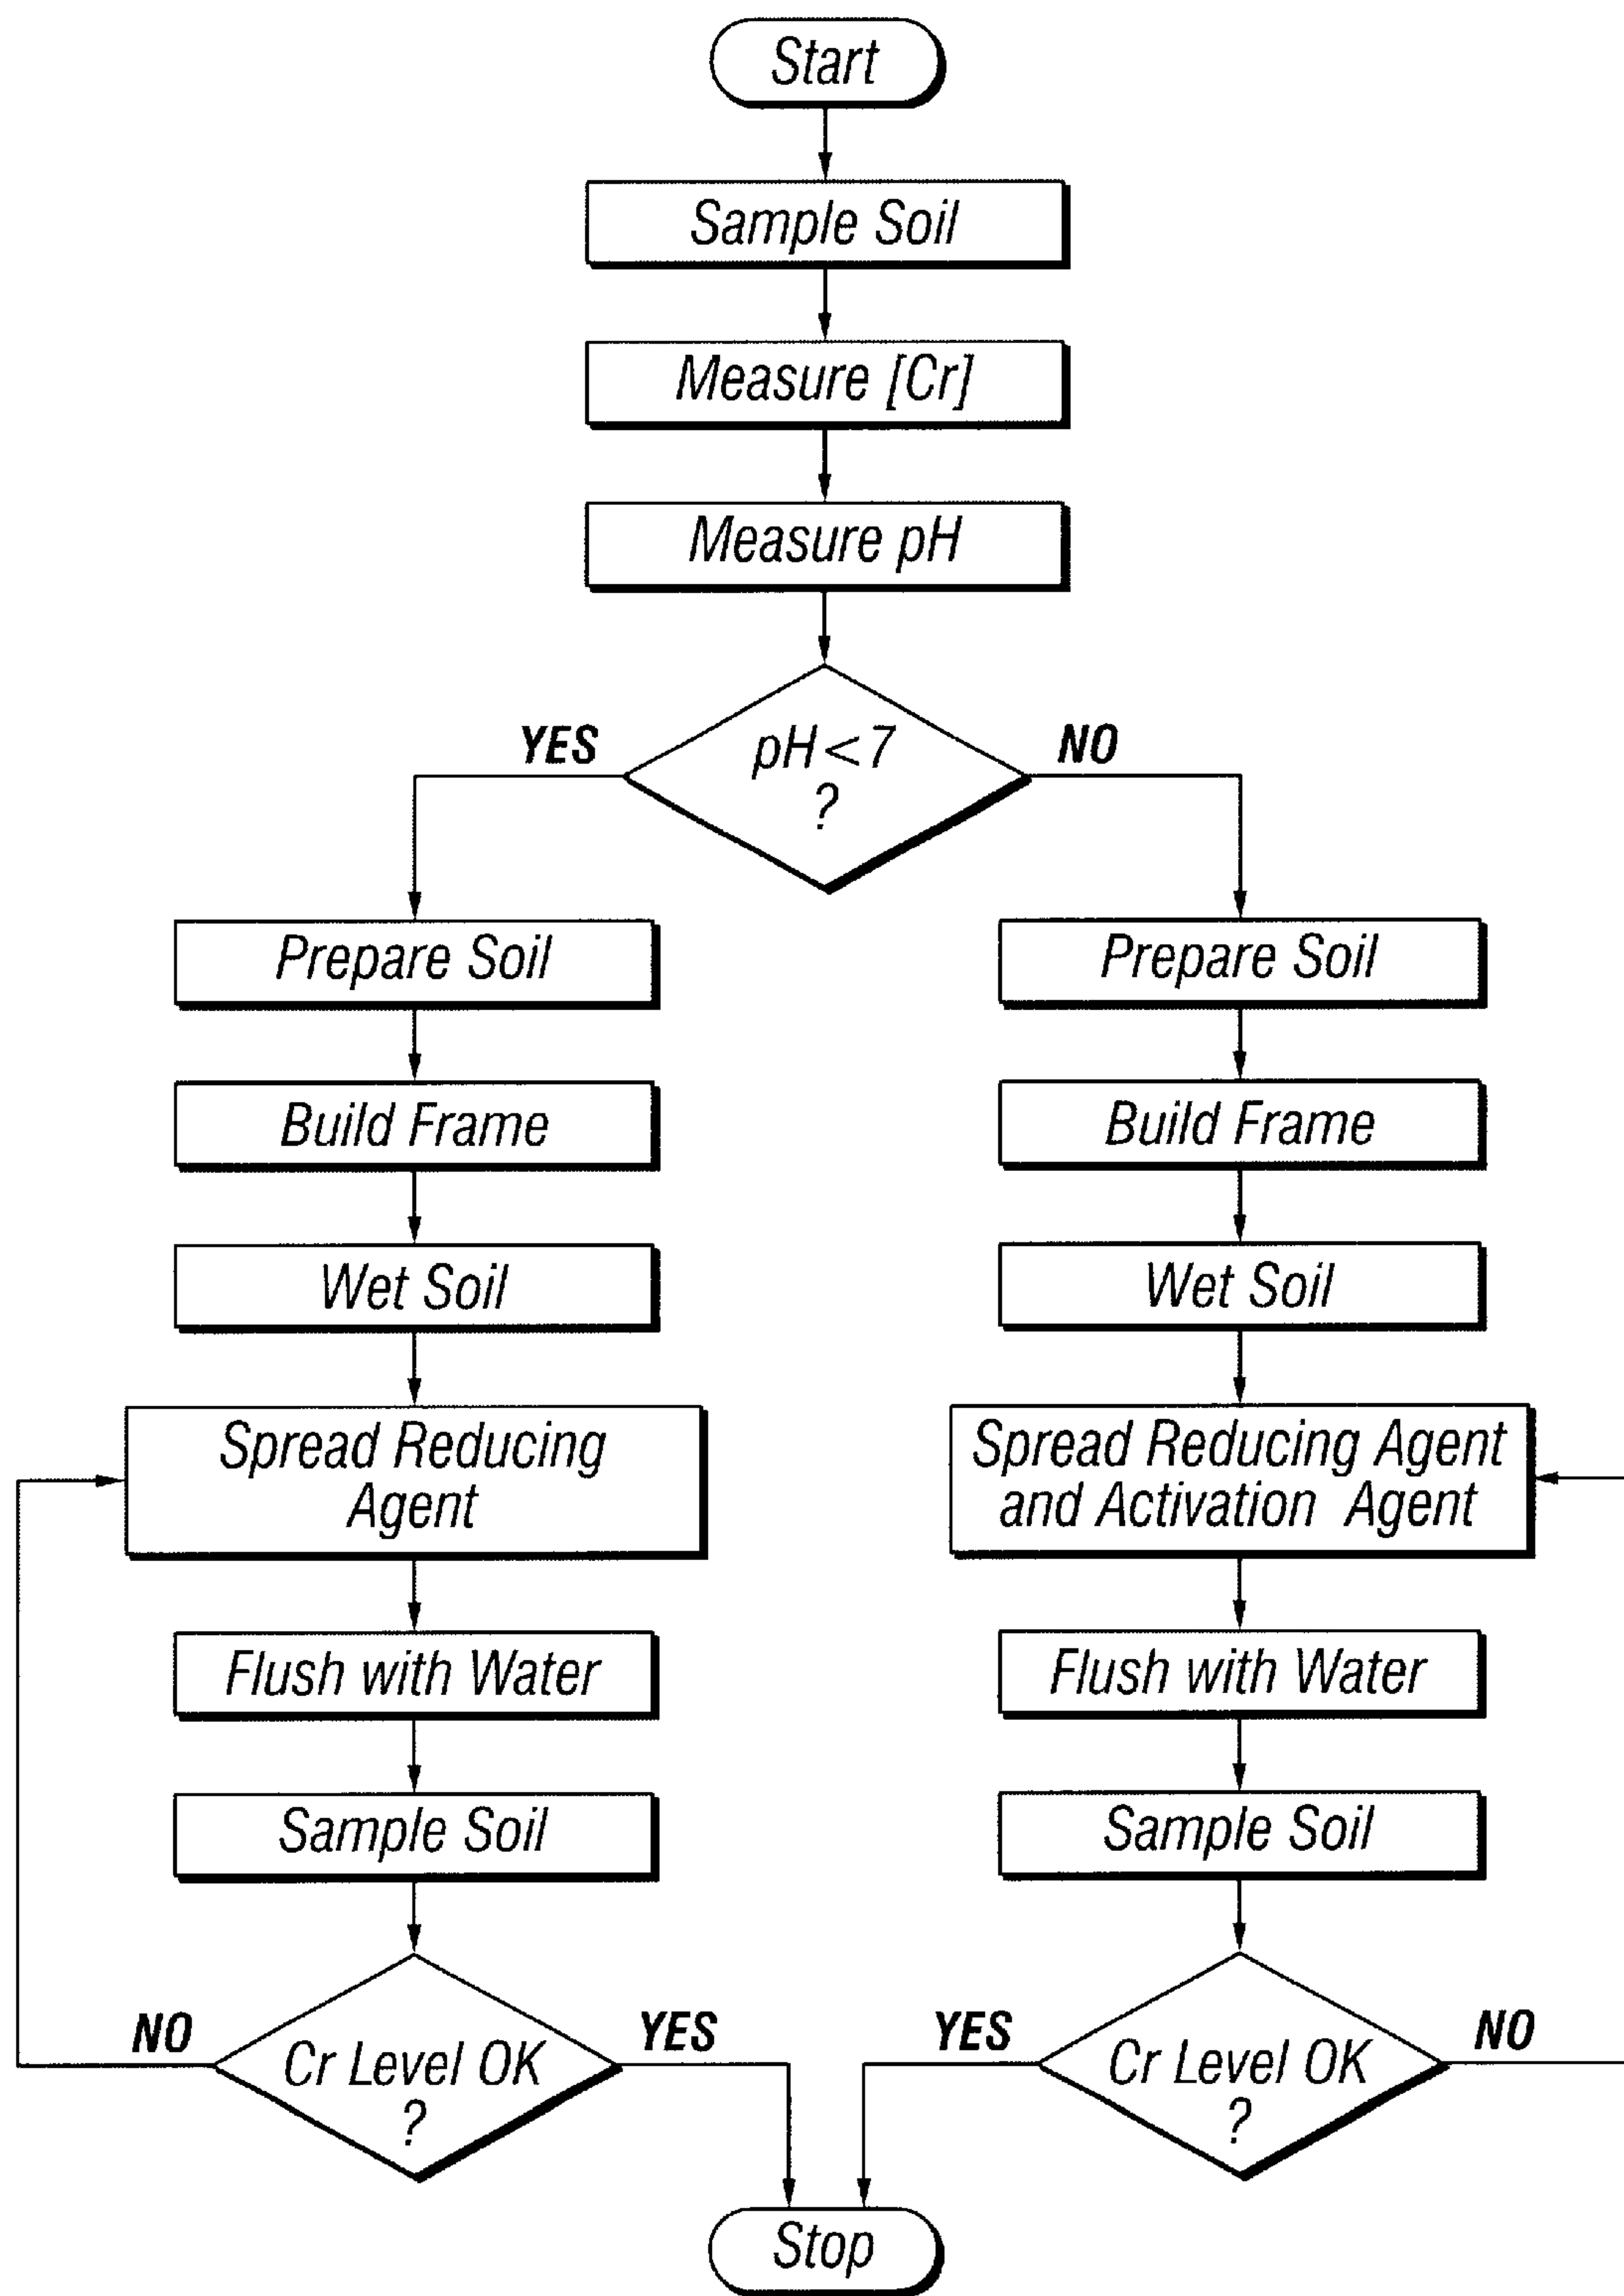 Start
Sample Soil
Measure [Cr]
Measure pH
pH<7
?
YES
NO
Prepare Soil
Build Frame
Wet Soil
Spread Reducing
Agent
Flush with Water
Sample Soil
Cr Level OK
?
NO
YES
Prepare Soil
Build Frame
Wet Soil
Spread Reducing Agent
and Activation Agent
Flush with Water
Sample Soil
Cr Level OK
?
YES
NO
Stop